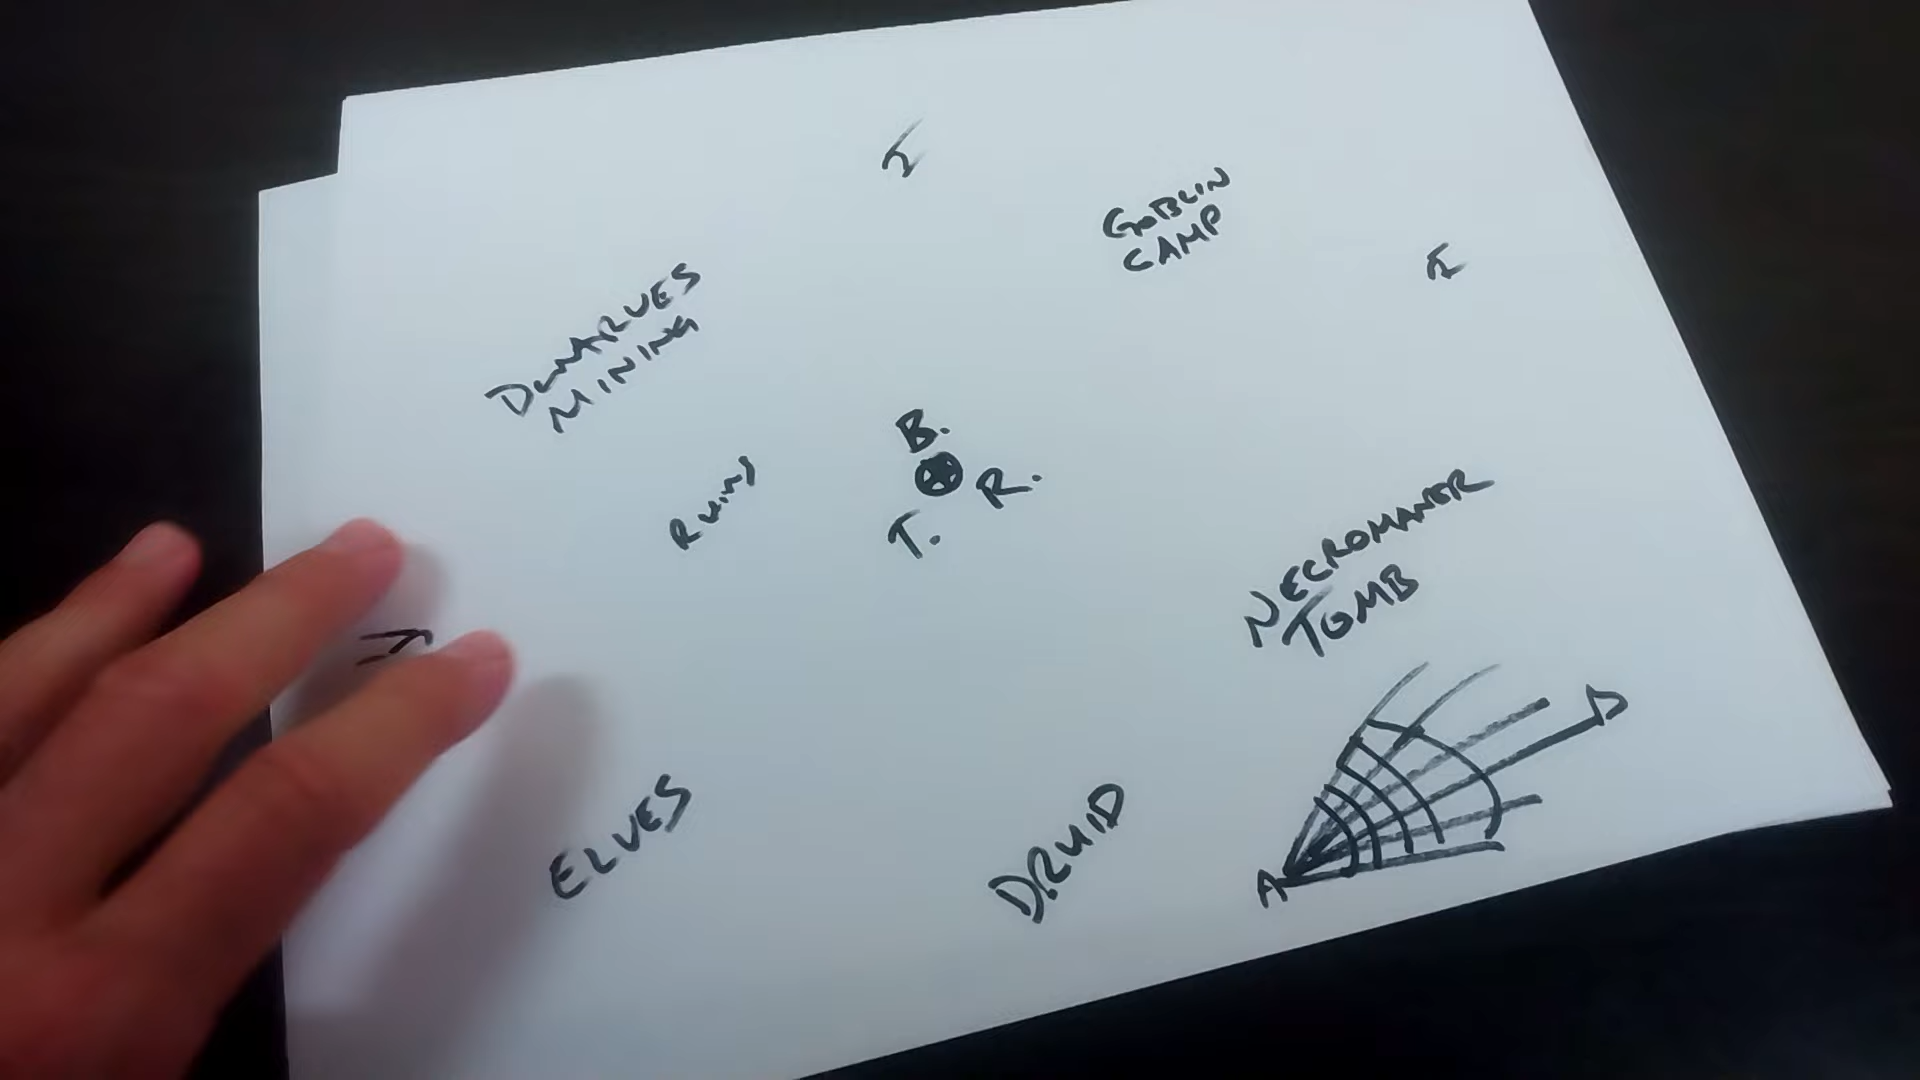 I
GOBLIN
CAMP
I
DWARVES
MINING
B.
R.
T.
RUINS
NECROMANER
TOMB
ELVES
DRUID
A